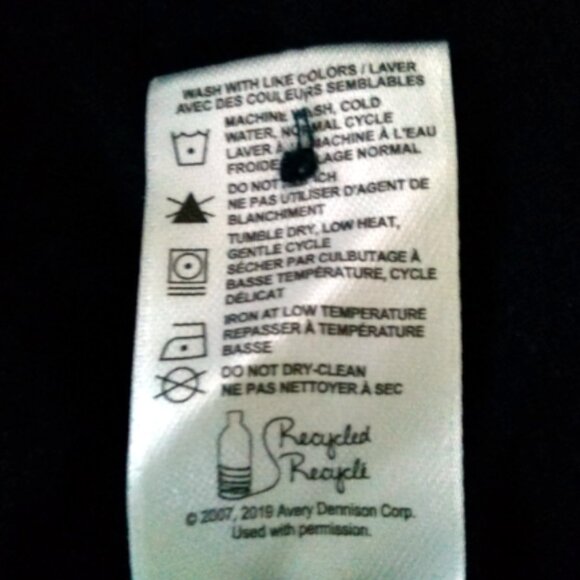 WASH WITH LIKE COLORS / LAVER
AVEC DES COULEURS SEMBLABLES
MACHINE WASH, COLD
WATER, NORMAL CYCLE
LAVER À MACHINE À L'EAU
FROIDE LAGE NORMAL
DO NOT
NE PAS UTILISER D'AGENT DE
BLANCHIMENT
TUMBLE DRY, LOW HEAT,
GENTLE CYCLE
SÉCHER PAR CULBUTAGE À
BASSE TEMPÉRATURE, CYCLE
DÉLICAT
IRON AT LOW TEMPERATURE
REPASSER À TEMPÉRATURE
BASSE
DO NOT DRY-CLEAN
NE PAS NETTOYER À SEC
Recycled
Recyclé
© 2007, 2019 Avery Dennison Corp.
Used with permission.